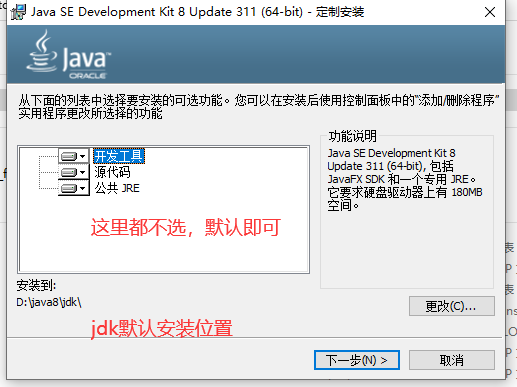 Java SE Development Kit 8 Update 311 (64-bit) - 定制安装
Java
ORACLE
从下面的列表中选择要安装的可选功能。您可以在安装后使用控制面板中的“添加/删除程序”
实用程序更改所选择的功能
开发工具
源代码
公共 JRE
这里都不选，默认即可
功能说明
Java SE Development Kit 8
Update 311 (64-bit), 包括
JavaFX SDK 和一个专用 JRE。
它要求硬盘驱动器上有 180MB
空间。
安装到:
D:\java8\jdk\
更改(C)...
jdk默认安装位置
下一步(N) >
取消